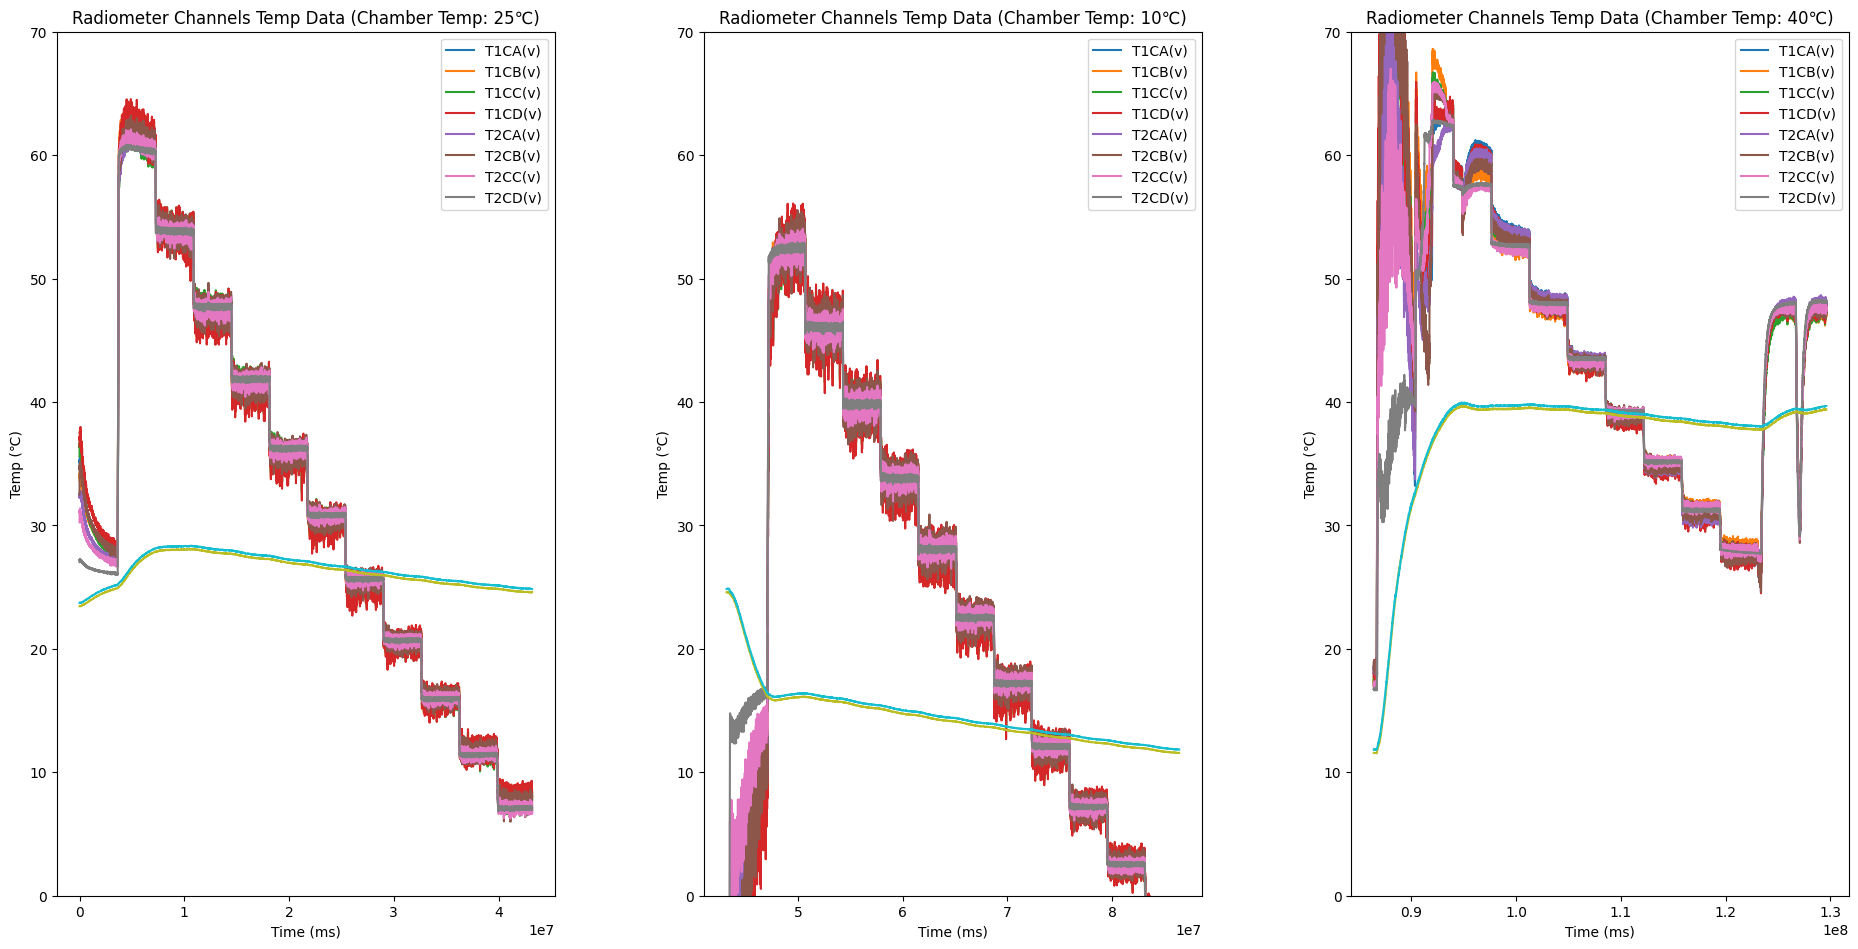 Radiometer Channels Temp Data (Chamber Temp: 25℃)
Temp (℃)
70
60
50
40
30
20
10
0
T1CA(v)
T1CB(v)
T1CC(v)
T1CD(v)
T2CA(v)
T2CB(v)
T2CC(v)
T2CD(v)
0 1 2 3 4
1e7
Time (ms)
Radiometer Channels Temp Data (Chamber Temp: 10℃)
Temp (℃)
70
60
50
40
30
20
10
0
T1CA(v)
T1CB(v)
T1CC(v)
T1CD(v)
T2CA(v)
T2CB(v)
T2CC(v)
T2CD(v)
5 6 7 8
1e7
Time (ms)
Radiometer Channels Temp Data (Chamber Temp: 40℃)
Temp (℃)
70
60
50
40
30
20
10
0
T1CA(v)
T1CB(v)
T1CC(v)
T1CD(v)
T2CA(v)
T2CB(v)
T2CC(v)
T2CD(v)
0.9 1.0 1.1 1.2 1.3
1e8
Time (ms)